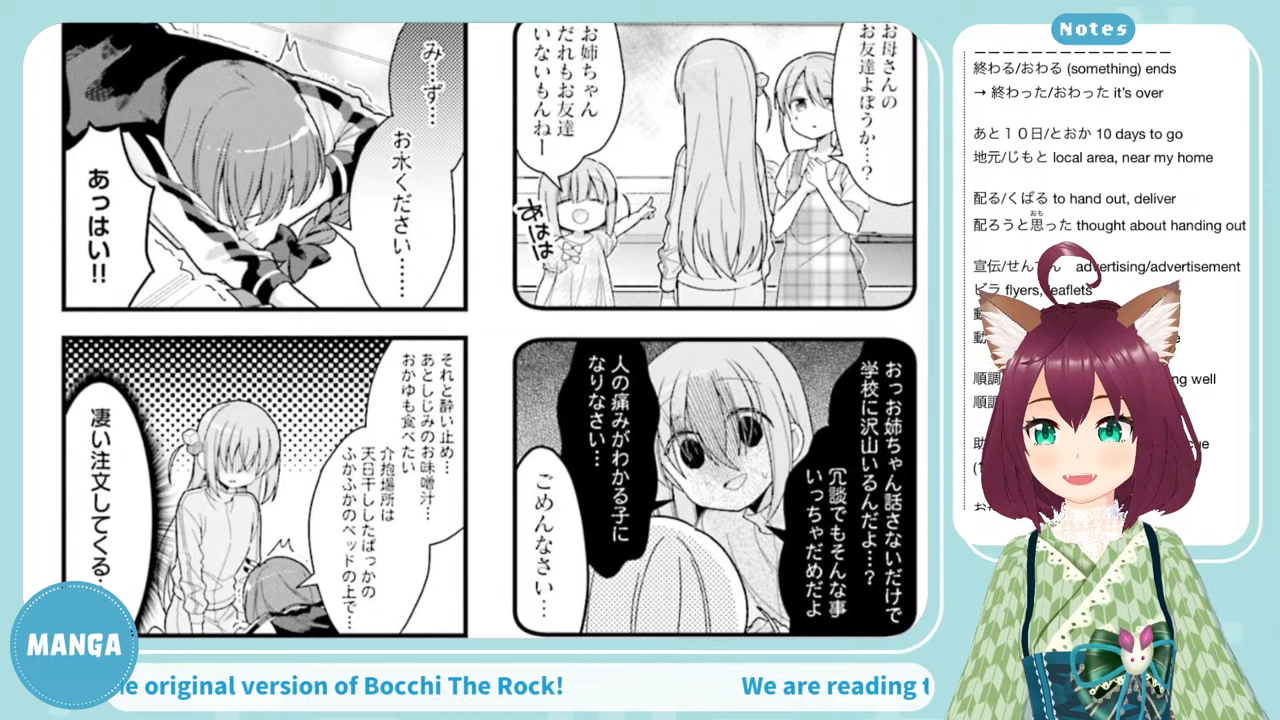 お母さんの
お友達よぼうか…?
お姉ちゃん
だれもお友達
いないもんねー
あはは
おっお姉ちゃん話さないだけで
学校に沢山いるんだよ…?
冗談でもそんな事
いっちゃだめだよ
人の痛みがわかる子に
なりなさい…
ごめんなさい…
み…ず…
お水ください……
あっはい!!
それと酔い止め…
あとしじみのお味噌汁…
おかゆも食べたい
介抱場所は
天日干ししたばっかの
ふかふかのベッドの上で…
凄い注文してくる…
Notes
終わる/おわる (something) ends
→ 終わった/おわった it's over
あと１０日/とおか 10 days to go
地元/じもと local area, near my home
配る/くばる to hand out, deliver
配ろうと思った thought about handing out
おも
宣伝/せんでん advertising/advertisement
ビラ flyers, leaflets
順調
ng well
順調
助
MANGA
e original version of Bocchi The Rock!
We are reading t